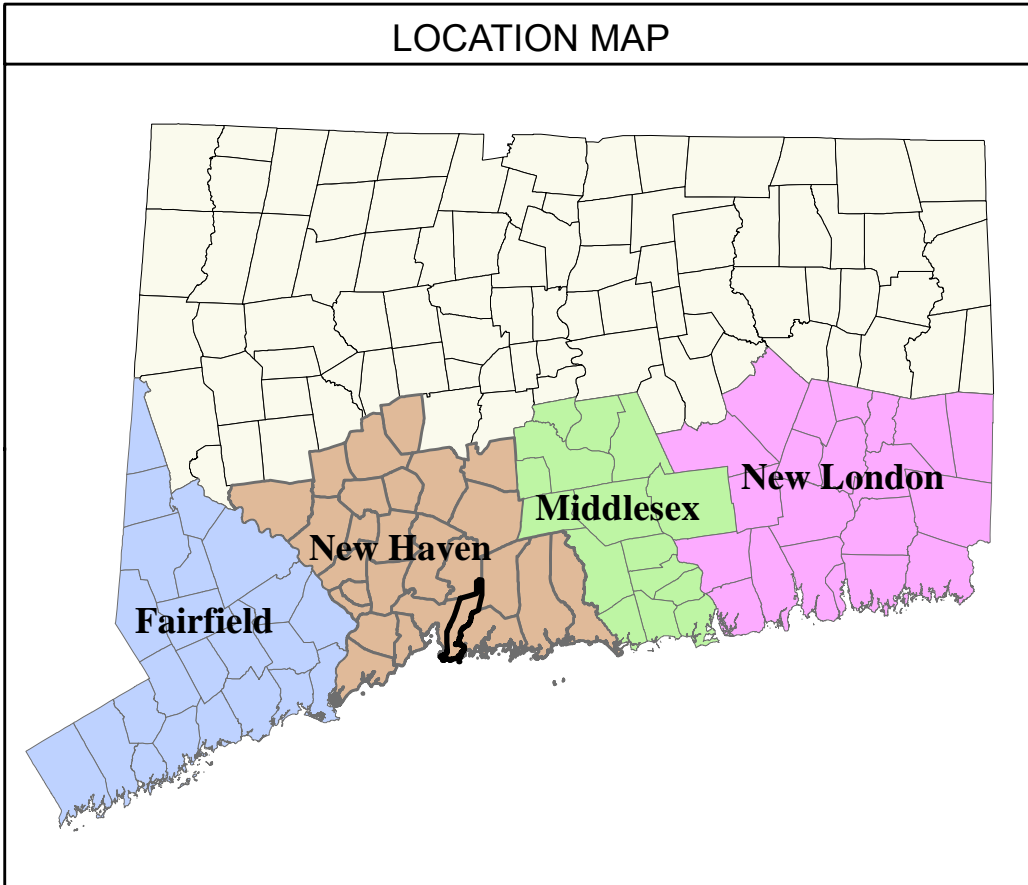 LOCATION MAP
New London
Middlesex
New Haven
Fairfield